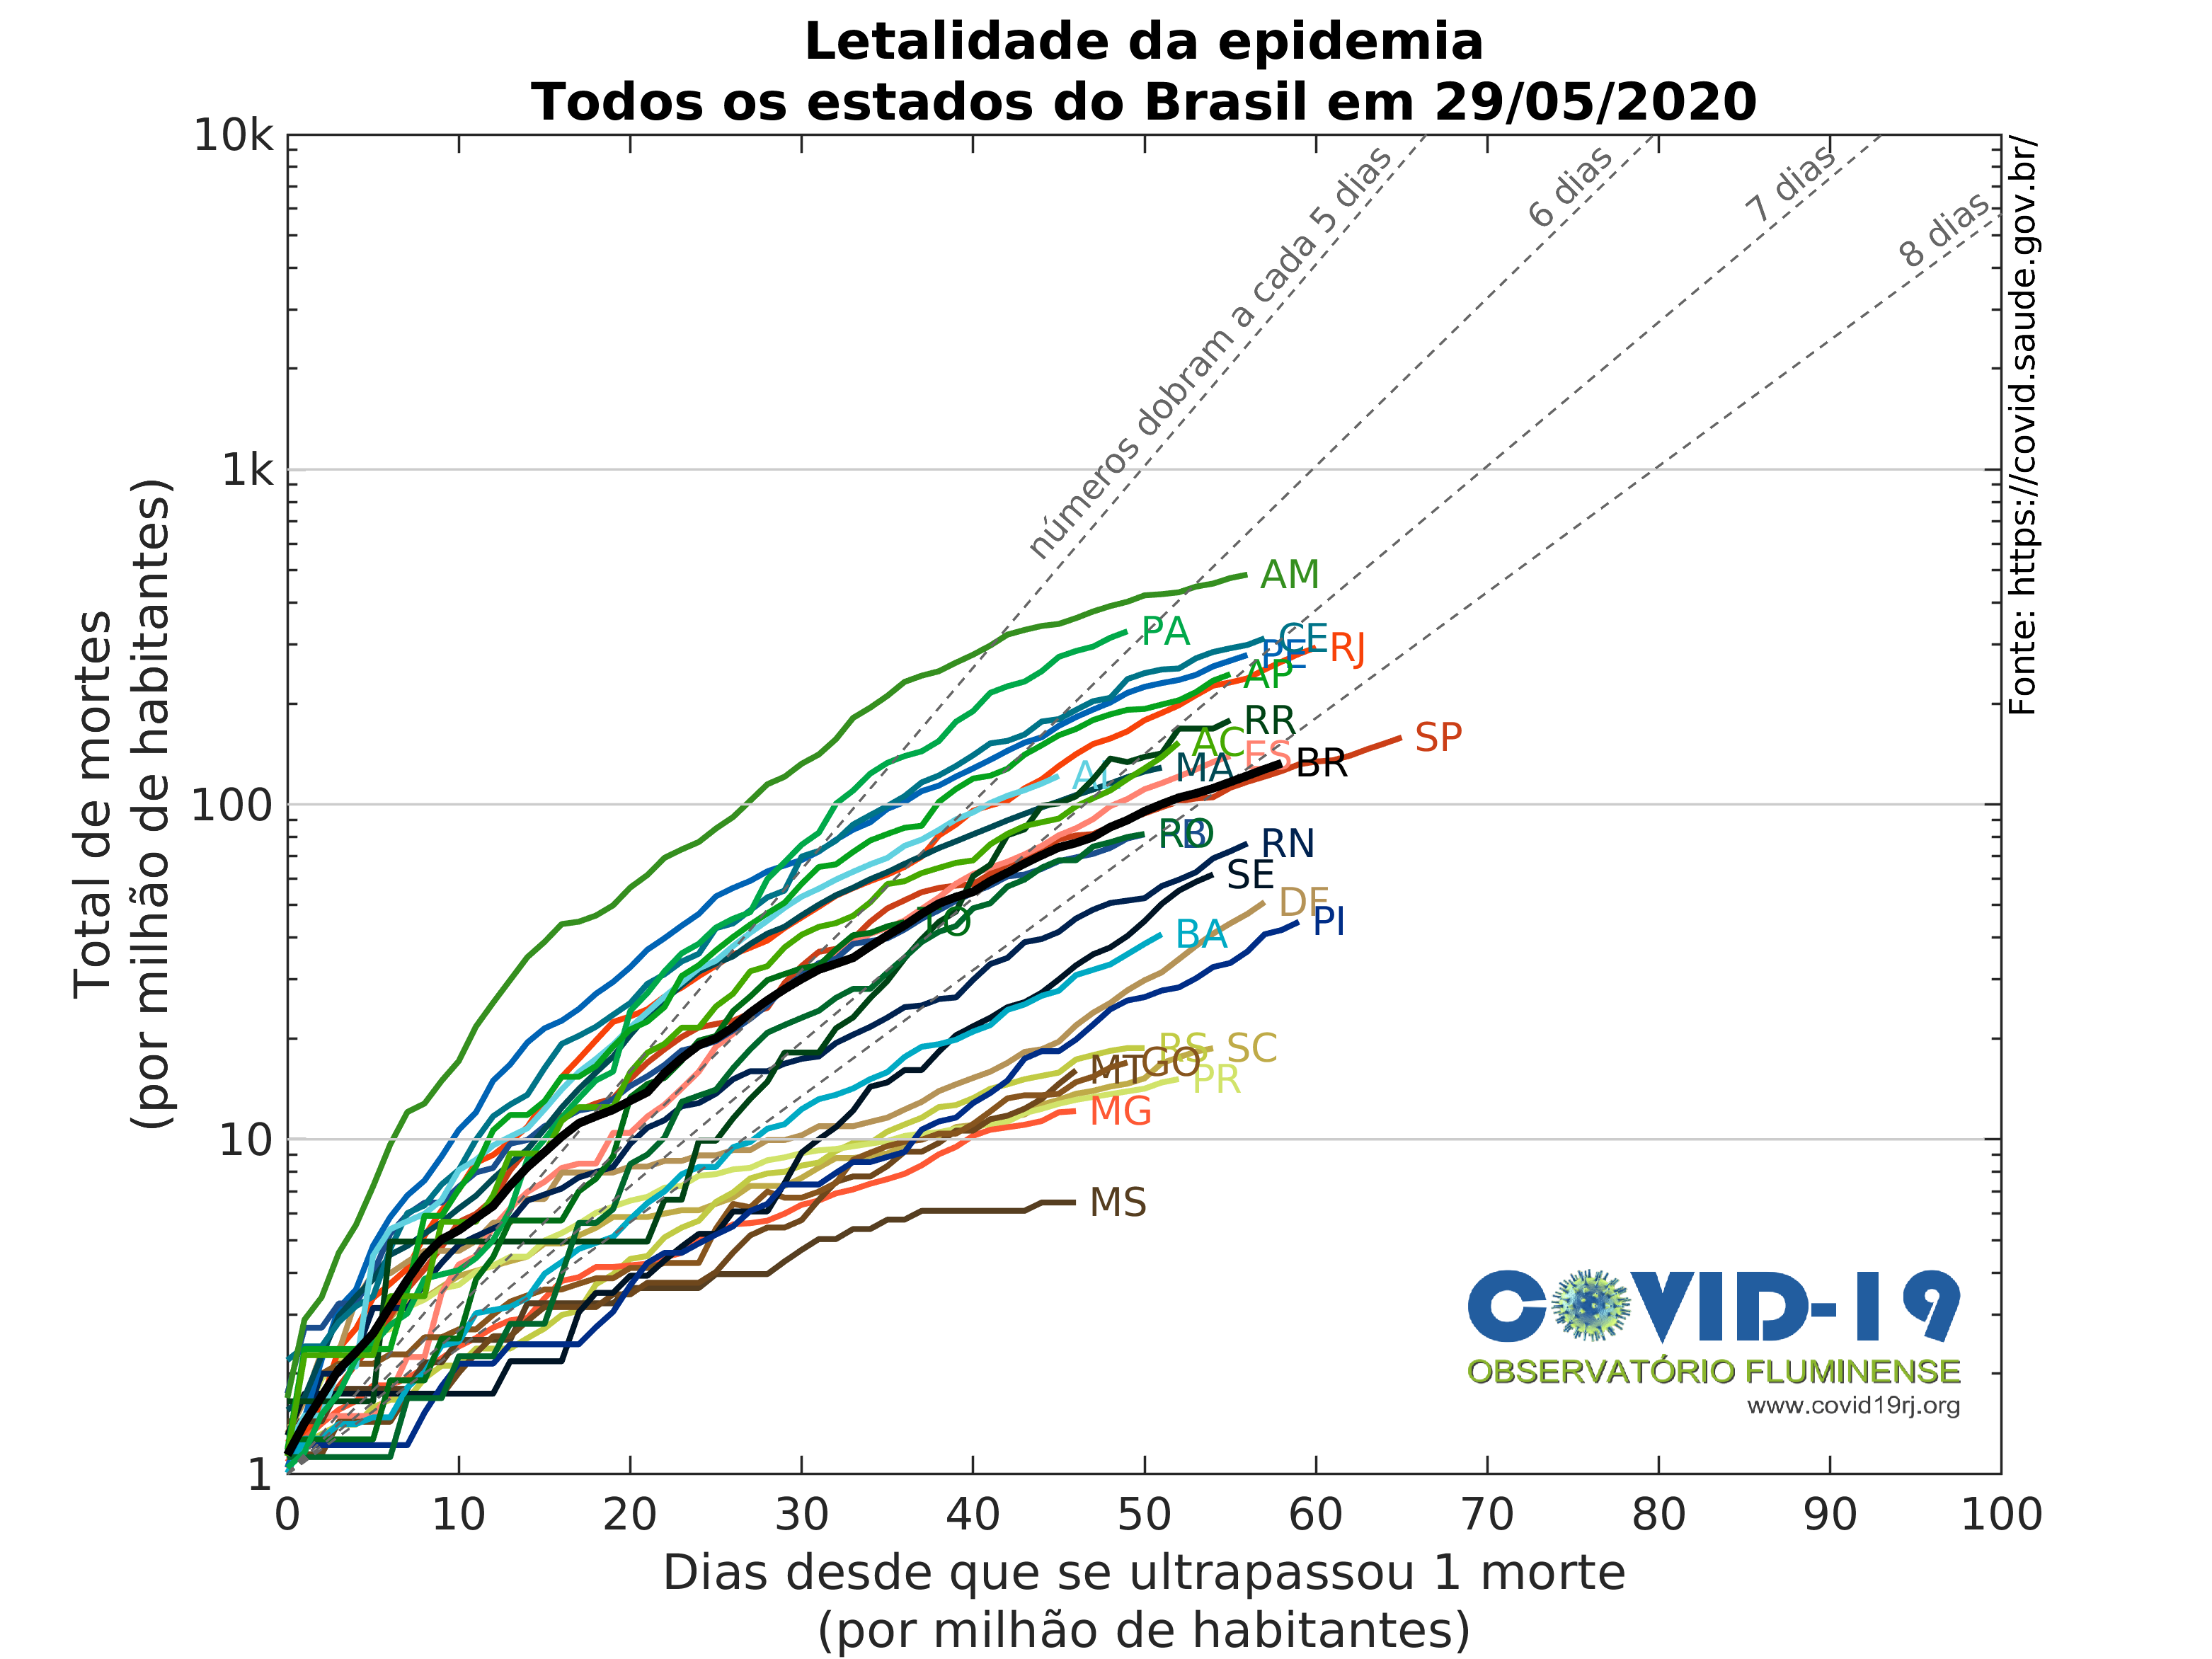 Letalidade da epidemia
Todos os estados do Brasil em 29/05/2020
Total de mortes
(por milhão de habitantes)
10k
1k
100
10
1
números dobram a cada 5 dias
6 dias
7 dias
8 dias
Fonte: https://covid.saude.gov.br/
AM
PA
CE
PE
RJ
AP
RR
SP
AC
ES
BR
MA
AL
RO
PB
RN
SE
DF
PI
BA
TO
RS
SC
GO
MT
PR
MG
MS
COVID-19
OBSERVATÓRIO FLUMINENSE
www.covid19rj.org
0 10 20 30 40 50 60 70 80 90 100
Dias desde que se ultrapassou 1 morte
(por milhão de habitantes)